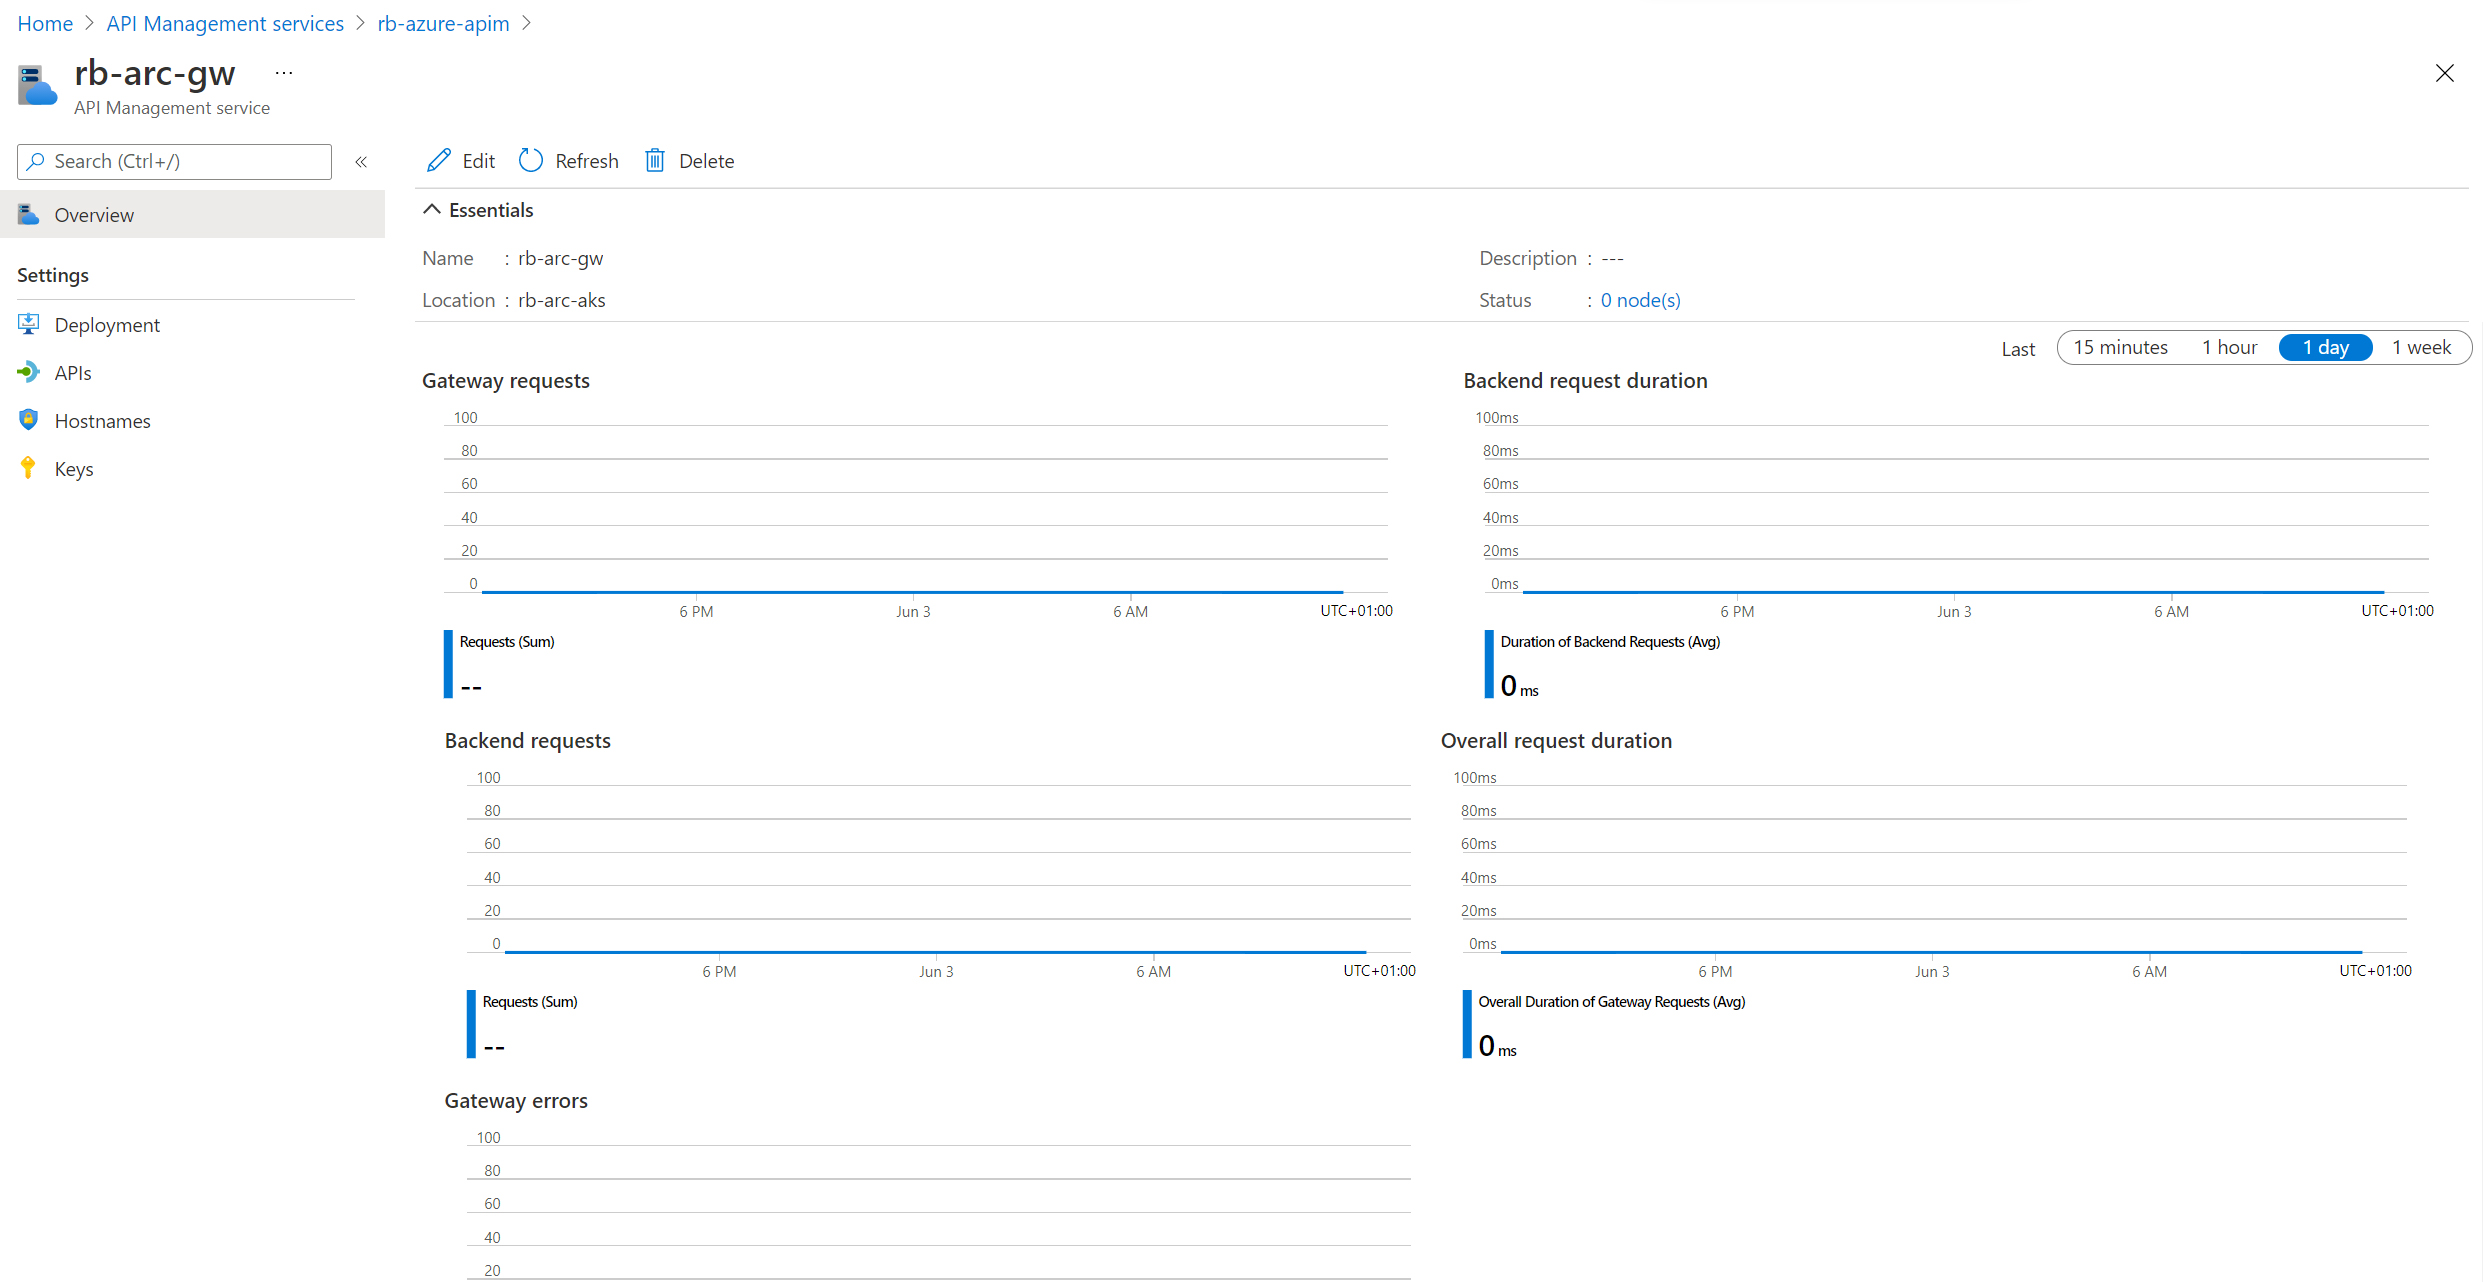 Home > API Management services > rb-azure-apim >
rb-arc-gw ...
API Management service
Search (Ctrl+/) «
Overview
Settings
Deployment
APIs
Hostnames
Keys
Edit Refresh Delete
Essentials
Name : rb-arc-gw
Location : rb-arc-aks
Description : ---
Status : 0 node(s)
Last 15 minutes 1 hour 1 day 1 week
Gateway requests
100
80
60
40
20
0
6 PM Jun 3 6 AM UTC+01:00
Requests (Sum)
--
Backend request duration
100ms
80ms
60ms
40ms
20ms
0ms
6 PM Jun 3 6 AM UTC+01:00
Duration of Backend Requests (Avg)
0 ms
Backend requests
100
80
60
40
20
0
6 PM Jun 3 6 AM UTC+01:00
Requests (Sum)
--
Overall request duration
100ms
80ms
60ms
40ms
20ms
0ms
6 PM Jun 3 6 AM UTC+01:00
Overall Duration of Gateway Requests (Avg)
0 ms
Gateway errors
100
80
60
40
20